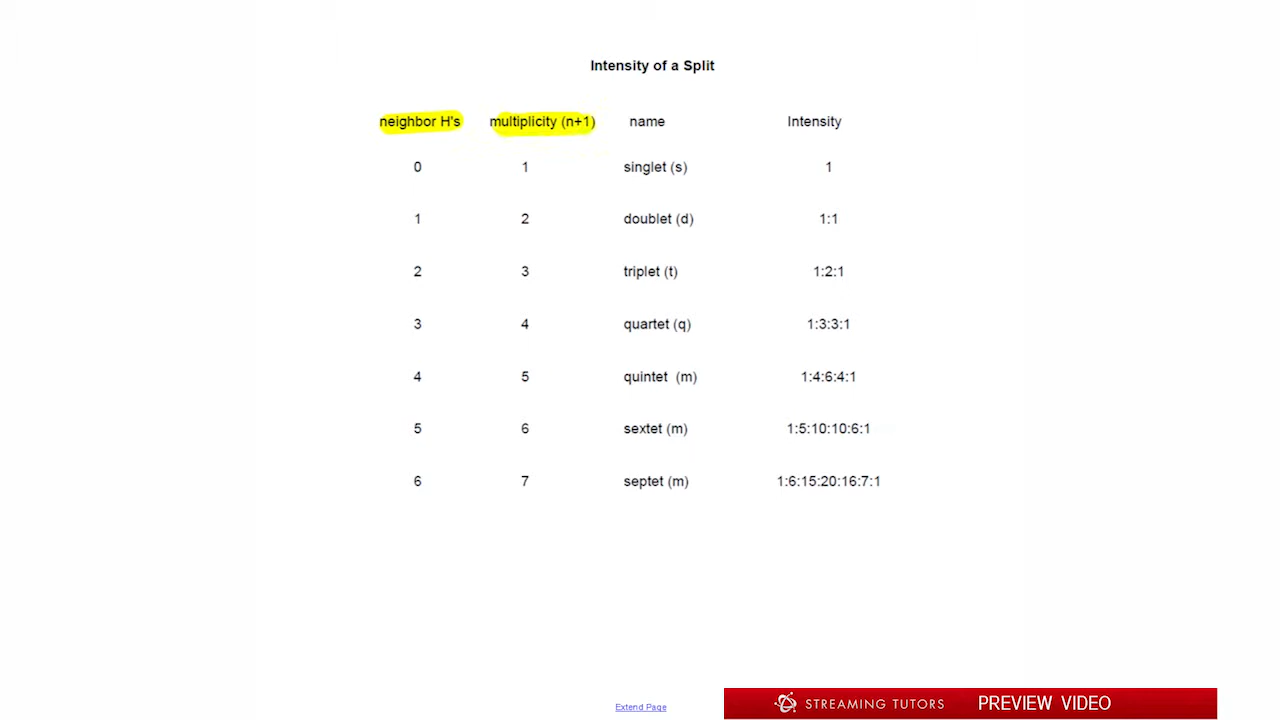 Intensity of a Split
neighbor H's multiplicity (n+1) name Intensity
0 1 singlet (s) 1
1 2 doublet (d) 1:1
2 3 triplet (t) 1:2:1
3 4 quartet (q) 1:3:3:1
4 5 quintet (m) 1:4:6:4:1
5 6 sextet (m) 1:5:10:10:6:1
6 7 septet (m) 1:6:15:20:16:7:1
Extend Page
STREAMING TUTORS PREVIEW VIDEO